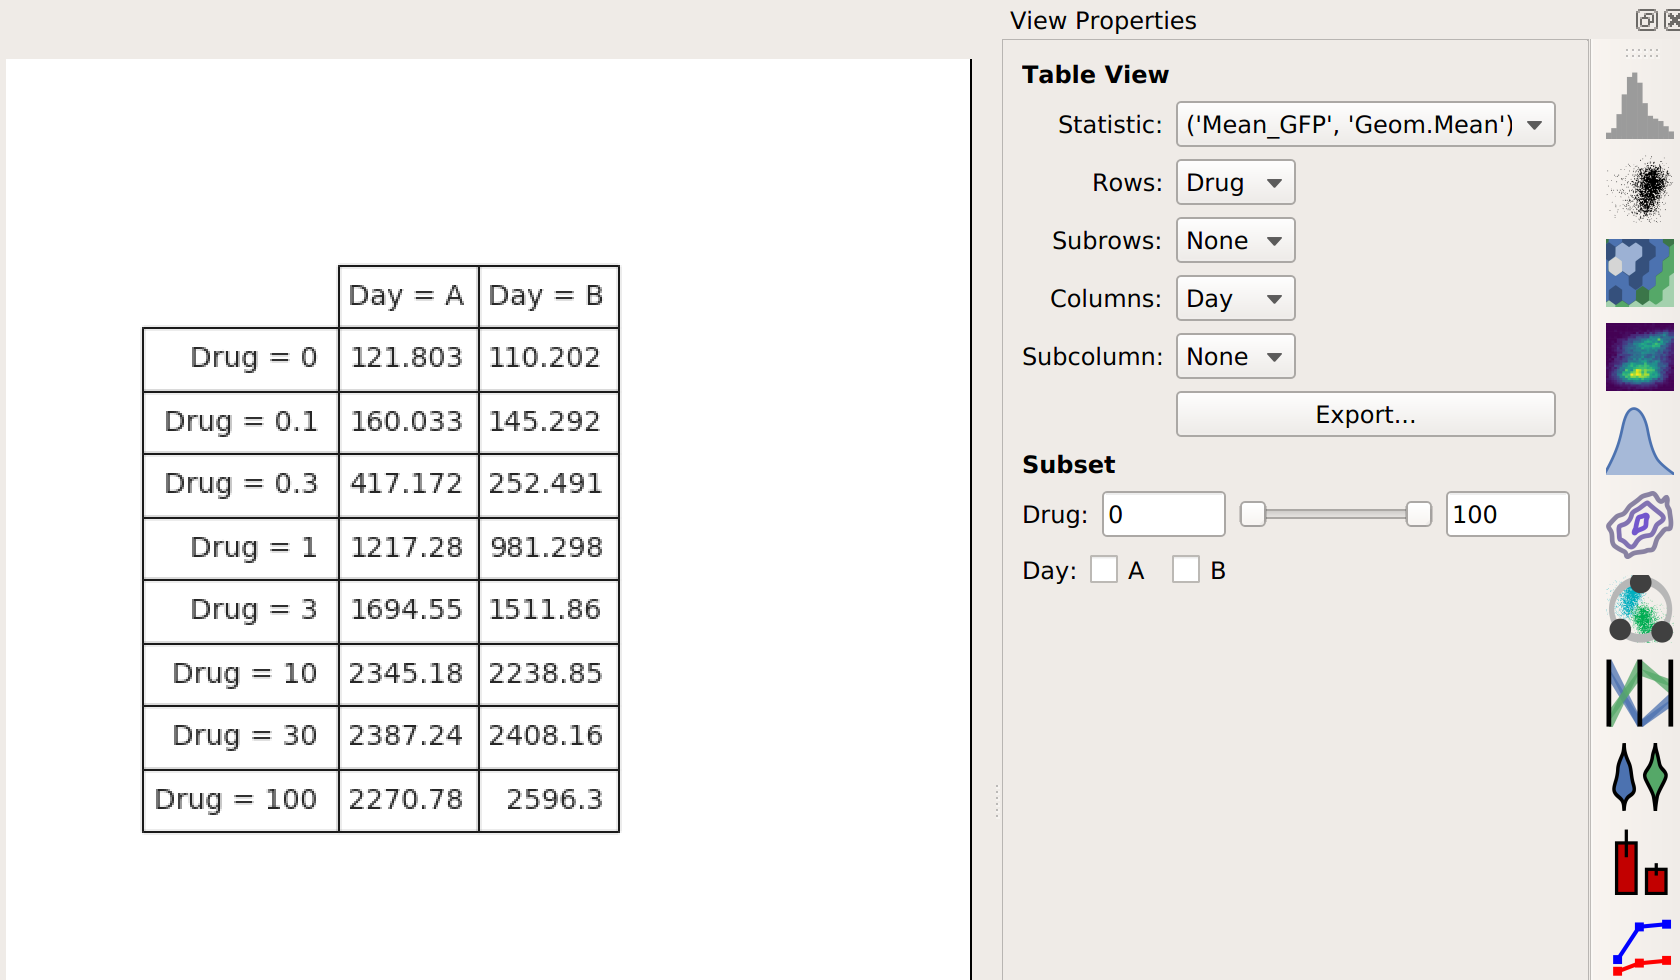 View Properties
Table View
Statistic: ('Mean_GFP', 'Geom.Mean')
Rows: Drug
Subrows: None
Columns: Day
Subcolumn: None
Export...
Subset
Drug: 0 100
Day: A B
Day = A Day = B
Drug = 0 121.803 110.202
Drug = 0.1 160.033 145.292
Drug = 0.3 417.172 252.491
Drug = 1 1217.28 981.298
Drug = 3 1694.55 1511.86
Drug = 10 2345.18 2238.85
Drug = 30 2387.24 2408.16
Drug = 100 2270.78 2596.3